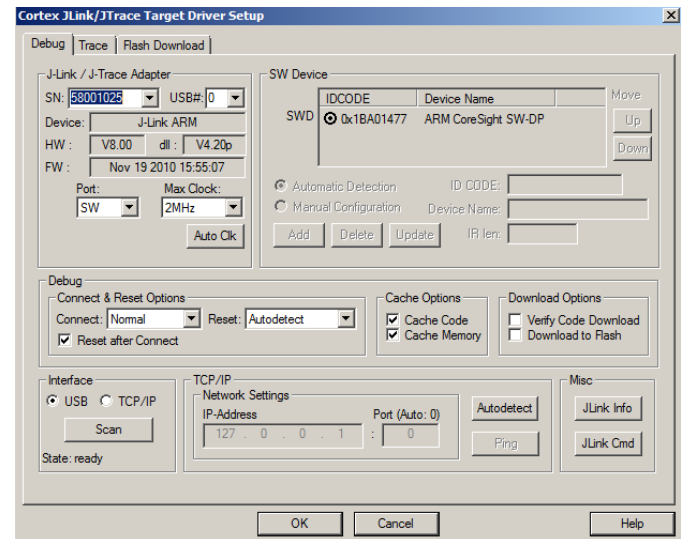 Cortex JLink/JTrace Target Driver Setup
Debug Trace Flash Download
J-Link / J-Trace Adapter
SN: 58001025 USB#: 0
Device: J-Link ARM
HW : V8.00 dll : V4.20p
FW : Nov 19 2010 15:55:07
Port: Max Clock:
SW 2MHz
Auto Clk
SW Device
IDCODE Device Name Move
SWD 0x1BA01477 ARM CoreSight SW-DP Up
Down
Automatic Detection ID CODE:
Manual Configuration Device Name:
Add Delete Update IR len:
Debug
Connect & Reset Options
Connect: Normal Reset: Autodetect
Reset after Connect
Cache Options
Cache Code
Cache Memory
Download Options
Verify Code Download
Download to Flash
Interface
USB TCP/IP
Scan
State: ready
TCP/IP
Network Settings
IP-Address Port (Auto: 0)
127 . 0 . 0 . 1 : 0
Autodetect
Ping
Misc
JLink Info
JLink Cmd
OK Cancel Help